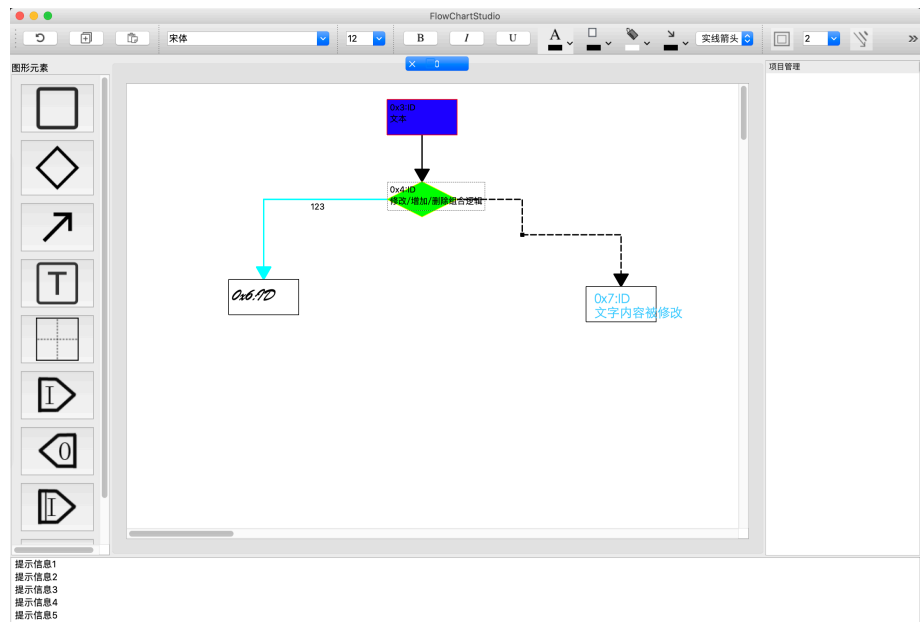 FlowChartStudio
宋体
12
B
I
U
A
实线箭头
2
图形元素
0
项目管理
T
I
0
I
0x3:ID
文本
0x4:ID
修改/增加/删除组合逻辑
123
0x6:ID
0x7:ID
文字内容被修改
提示信息1
提示信息2
提示信息3
提示信息4
提示信息5